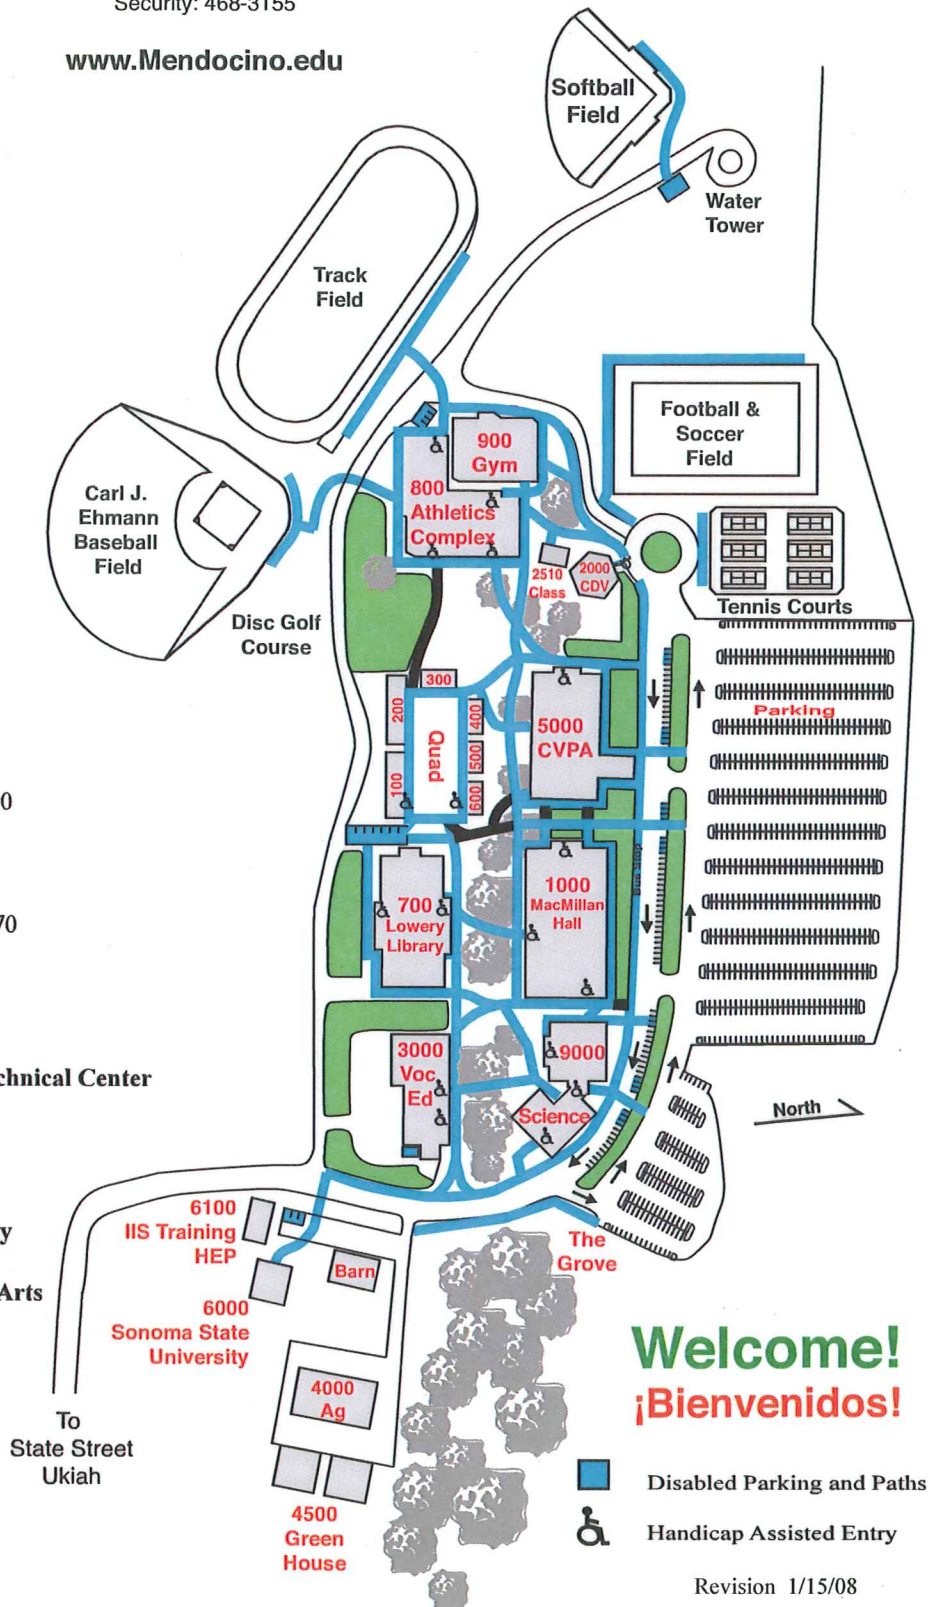 Security: 468-3155
www.Mendocino.edu
Softball
Field
Water
Tower
Track
Field
Football &
Soccer
Field
900
Gym
800
Athletics
Complex
Carl J.
Ehmann
Baseball
Field
2510
Class
2000
CDV
Tennis Courts
Disc Golf
Course
300
200
400
Quad
500
100
600
5000
CVPA
Parking
0
Bus Stop
700
Lowery
Library
1000
MacMillan
Hall
70
3000
Voc
Ed
9000
Science
chnical Center
North
y
Arts
6100
IIS Training
HEP
Barn
The
Grove
6000
Sonoma State
University
4000
Ag
To
State Street
Ukiah
4500
Green
House
Welcome!
¡Bienvenidos!
Disabled Parking and Paths
Handicap Assisted Entry
Revision 1/15/08